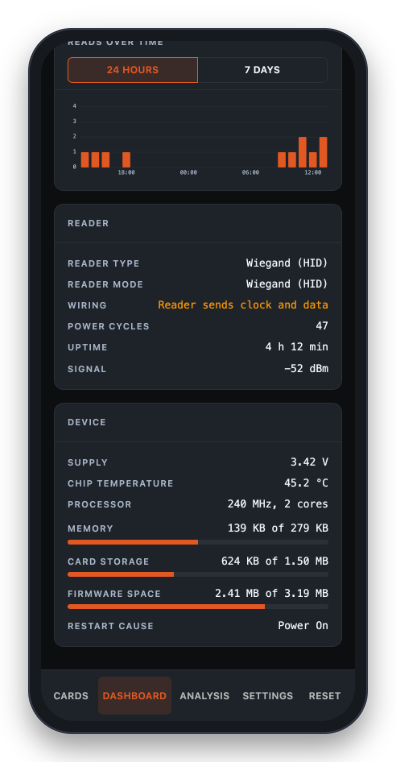 READS OVER TIME
24 HOURS 7 DAYS
4
3
2
1
0
18:00 00:00 06:00 12:00
READER
READER TYPE Wiegand (HID)
READER MODE Wiegand (HID)
WIRING Reader sends clock and data
POWER CYCLES 47
UPTIME 4 h 12 min
SIGNAL −52 dBm
DEVICE
SUPPLY 3.42 V
CHIP TEMPERATURE 45.2 °C
PROCESSOR 240 MHz, 2 cores
MEMORY 139 KB of 279 KB
CARD STORAGE 624 KB of 1.50 MB
FIRMWARE SPACE 2.41 MB of 3.19 MB
RESTART CAUSE Power On
CARDS DASHBOARD ANALYSIS SETTINGS RESET